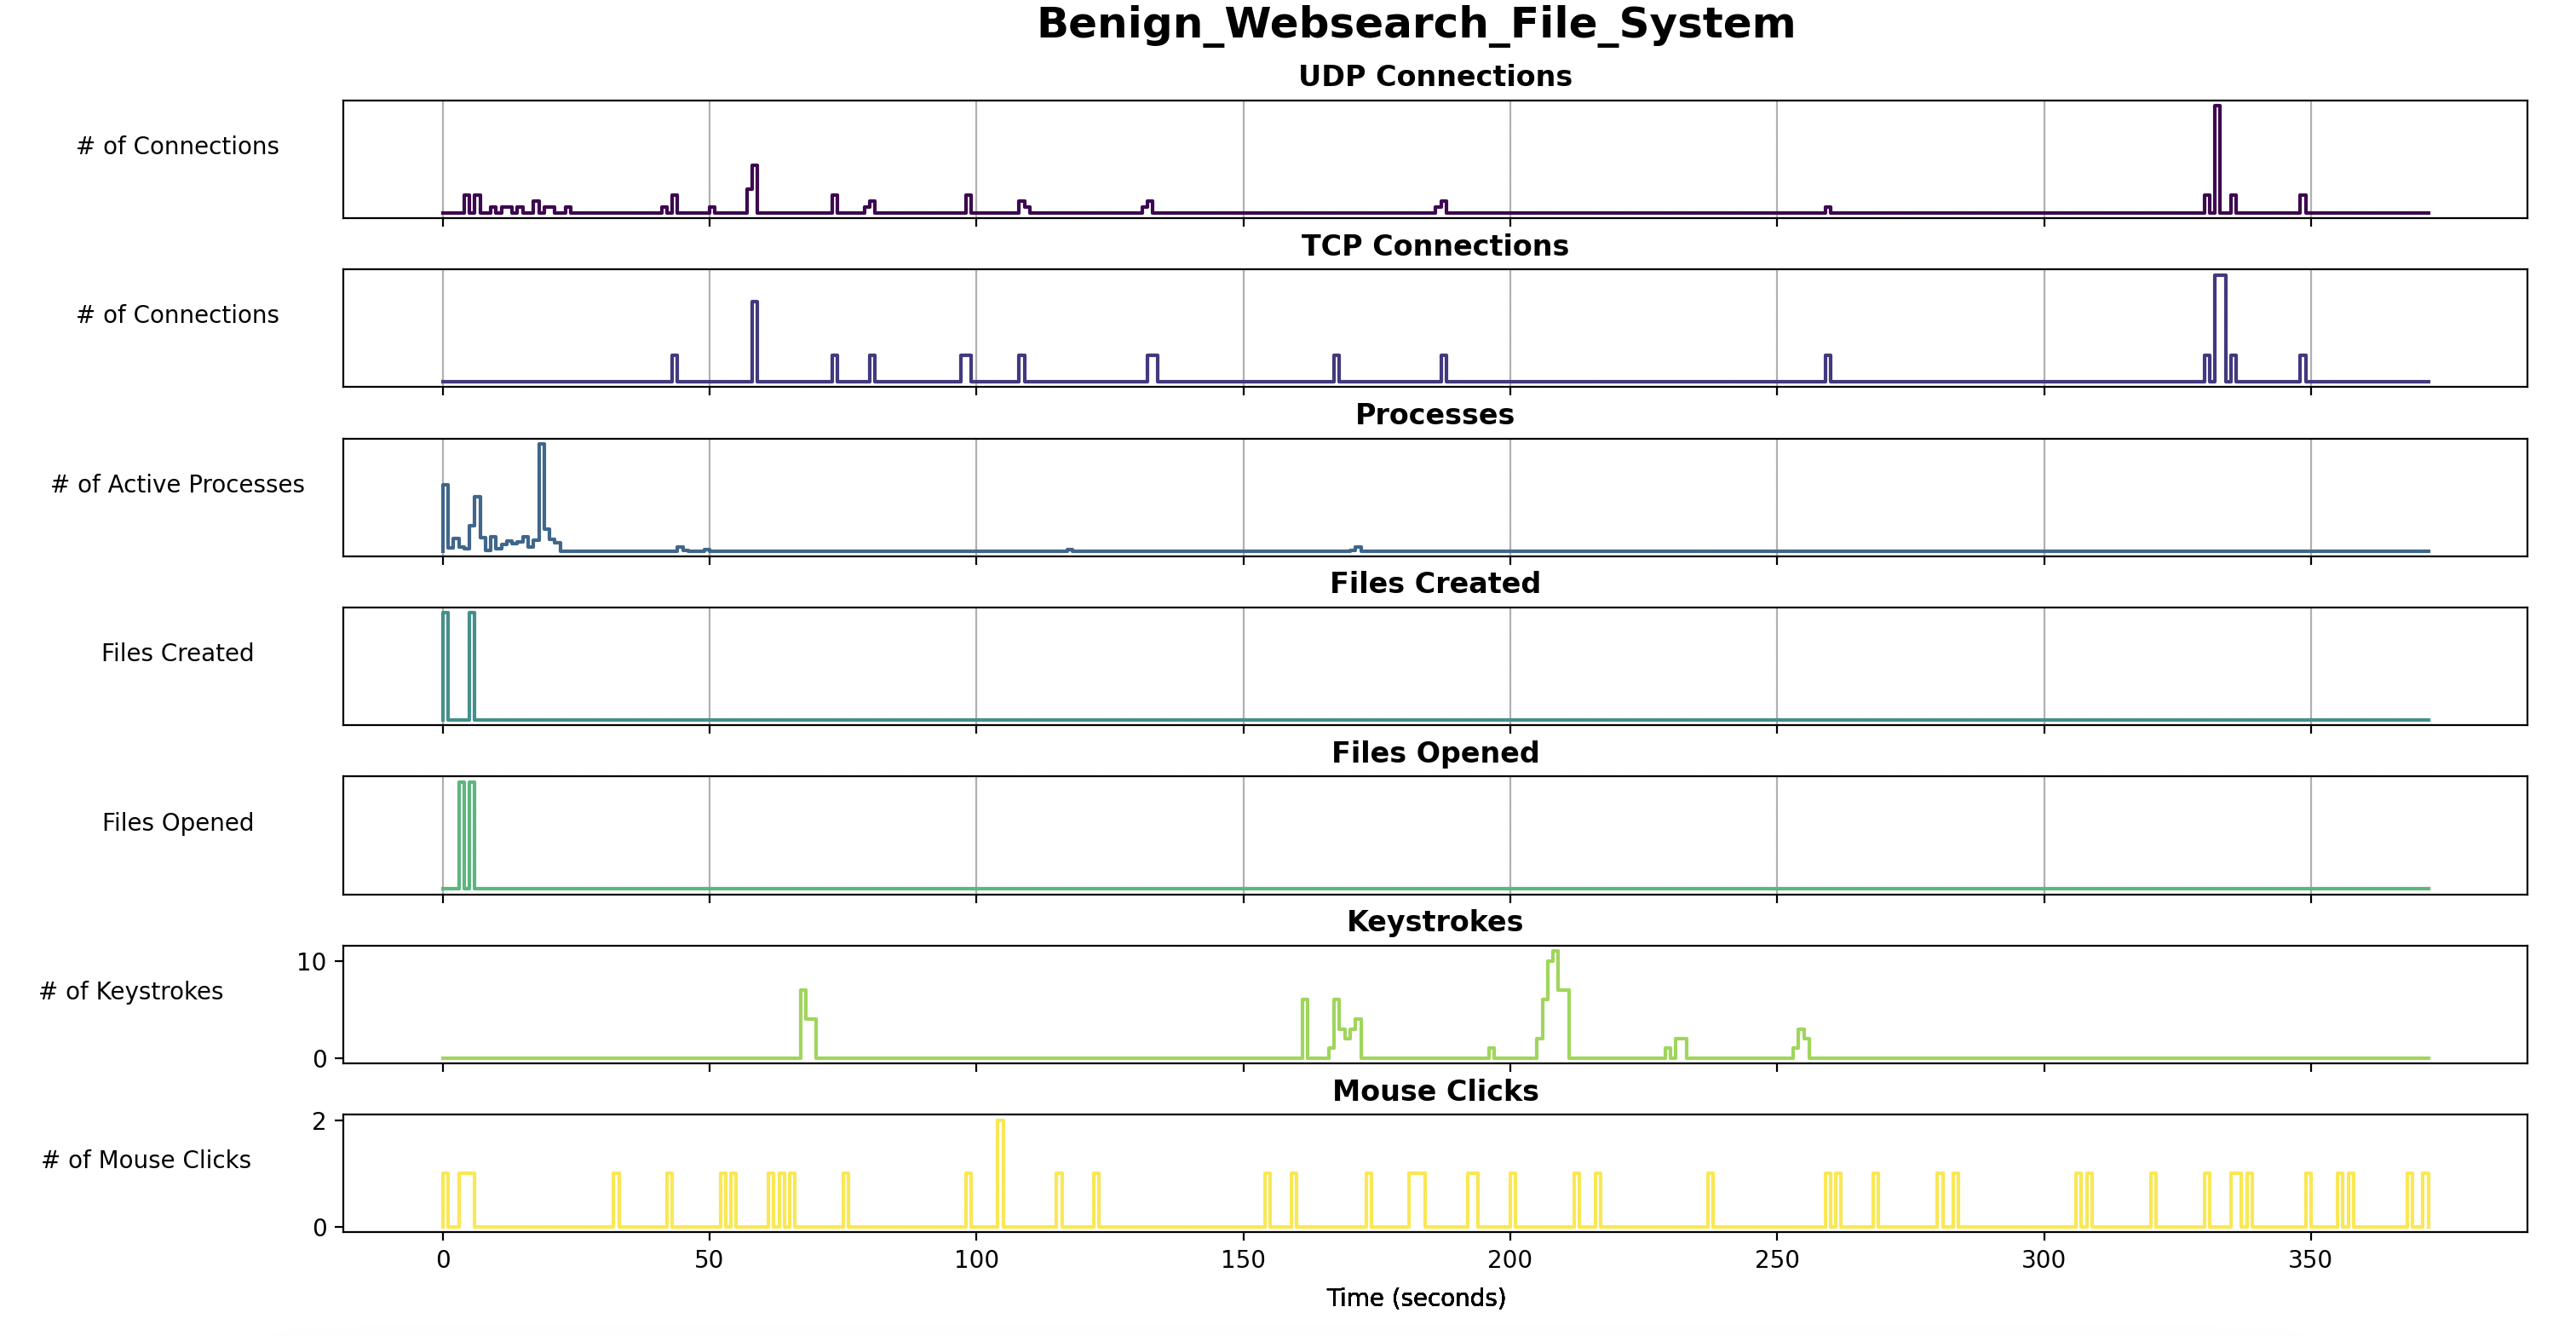 Benign_Websearch_File_System
UDP Connections
# of Connections
TCP Connections
# of Connections
Processes
# of Active Processes
Files Created
Files Created
Files Opened
Files Opened
Keystrokes
10
# of Keystrokes
0
Mouse Clicks
2
# of Mouse Clicks
0
0 50 100 150 200 250 300 350
Time (seconds)